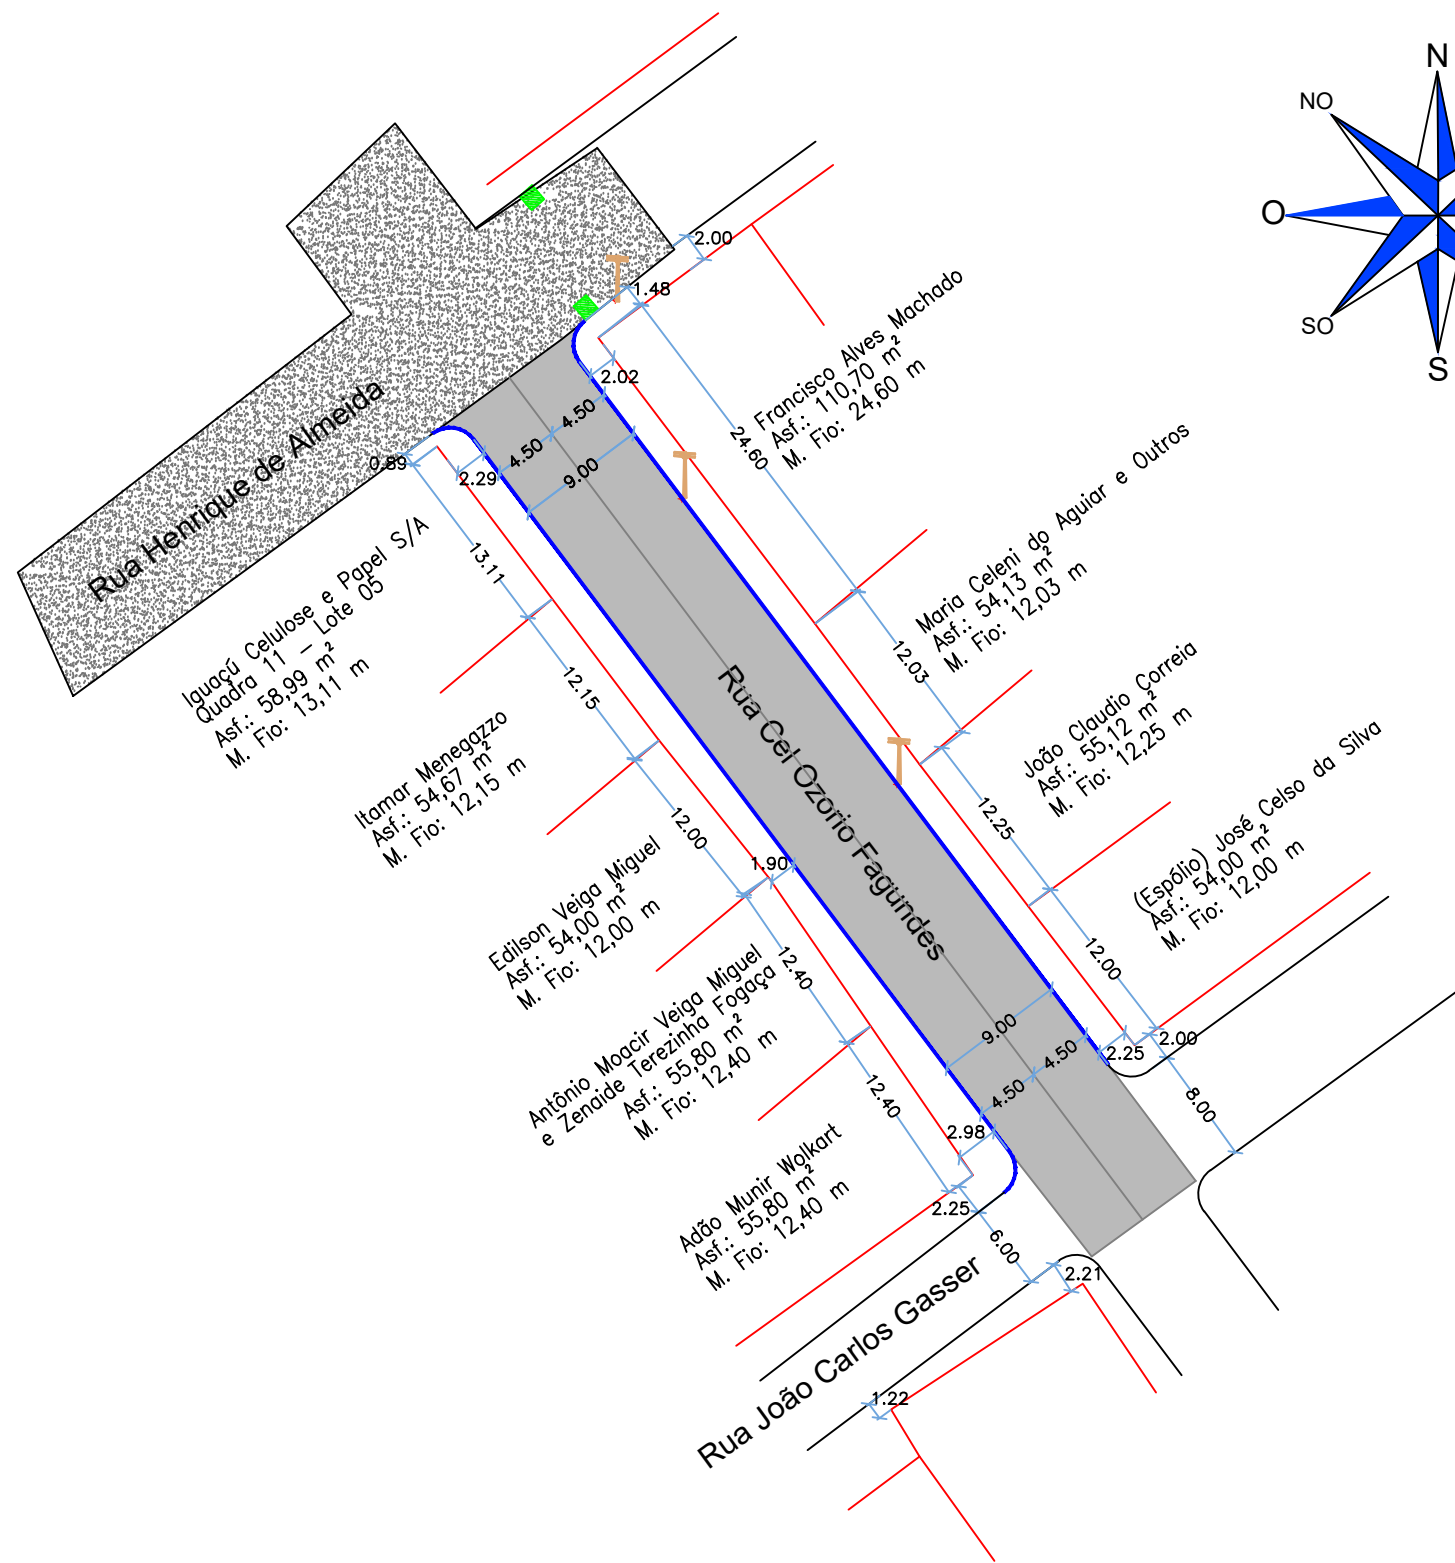 N
NO
O
SO
S
2.00
1.48
2.02
4.50
4.50
9.00
2.29
0.89
24.60
Francisco Alves Machado
Asf.: 110,70 m²
M. Fio: 24,60 m
Rua Henrique de Almeida
13.11
Iguaçú Celulose e Papel S/A
Quadra 11 – Lote 05
Asf.: 58,99 m²
M. Fio: 13,11 m
12.03
Maria Celeni do Aguiar e Outros
Asf.: 54,13 m²
M. Fio: 12,03 m
12.15
Itamar Menegazzo
Asf.: 54,67 m²
M. Fio: 12,15 m
Rua Cel Ozorio Fagundes
12.25
João Claudio Correia
Asf.: 55,12 m²
M. Fio: 12,25 m
12.00
Edilson Veiga Miguel
Asf.: 54,00 m²
M. Fio: 12,00 m
1.90
12.00
(Espólio) José Celso da Silva
Asf.: 54,00 m²
M. Fio: 12,00 m
12.40
Antônio Moacir Veiga Miguel
e Zenaide Terezinha Fogaça
Asf.: 55,80 m²
M. Fio: 12,40 m
9.00
4.50
4.50
2.25
2.00
8.00
12.40
Adão Munir Wolkart
Asf.: 55,80 m²
M. Fio: 12,40 m
2.98
2.25
6.00
2.21
Rua João Carlos Gasser
1.22